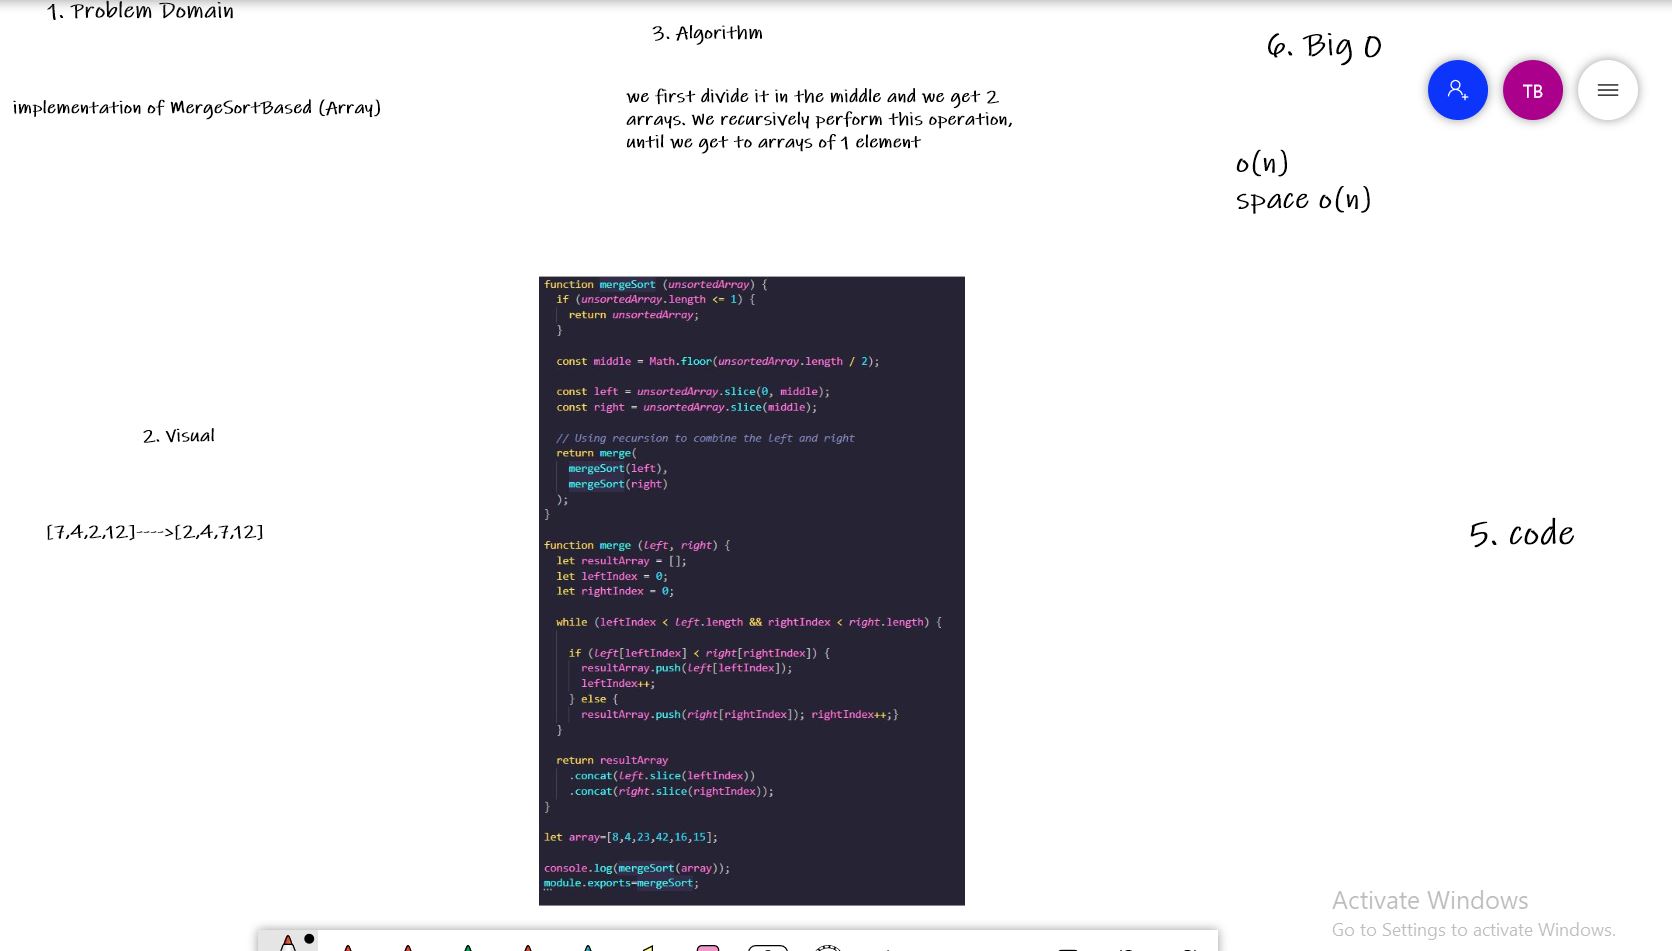 1. Problem Domain
implementation of MergeSortBased (Array)
2. Visual
[7,4,2,12]---->[2,4,7,12]
3. Algorithm
we first divide it in the middle and we get 2
arrays. We recursively perform this operation,
until we get to arrays of 1 element
function mergeSort (unsortedArray) {
if (unsortedArray.length <= 1) {
return unsortedArray;
}
const middle = Math.floor(unsortedArray.length / 2);
const left = unsortedArray.slice(0, middle);
const right = unsortedArray.slice(middle);
// Using recursion to combine the left and right
return merge(
mergeSort(left),
mergeSort(right)
);
}
function merge (left, right) {
let resultArray = [];
let leftIndex = 0;
let rightIndex = 0;
while (leftIndex < left.length && rightIndex < right.length) {
if (left[leftIndex] < right[rightIndex]) {
resultArray.push(left[leftIndex]);
leftIndex++;
} else {
resultArray.push(right[rightIndex]); rightIndex++;}
}
return resultArray
.concat(left.slice(leftIndex))
.concat(right.slice(rightIndex));
}
let array=[8,4,23,42,16,15];
console.log(mergeSort(array));
module.exports=mergeSort;
6. Big O
TB
o(n)
space o(n)
5. code
Activate Windows
Go to Settings to activate Windows.